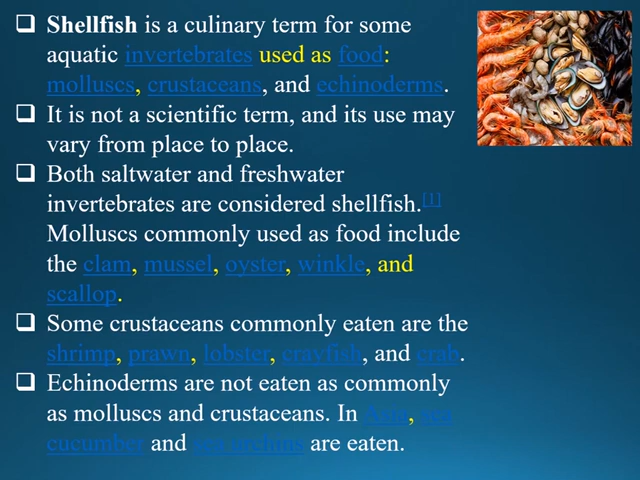 ❑ Shellfish is a culinary term for some
aquatic invertebrates used as food:
molluscs, crustaceans, and echinoderms.
❑ It is not a scientific term, and its use may
vary from place to place.
❑ Both saltwater and freshwater
invertebrates are considered shellfish.[1]
Molluscs commonly used as food include
the clam, mussel, oyster, winkle, and
scallop.
❑ Some crustaceans commonly eaten are the
shrimp, prawn, lobster, crayfish, and crab.
❑ Echinoderms are not eaten as commonly
as molluscs and crustaceans. In Asia, sea
cucumber and sea urchins are eaten.